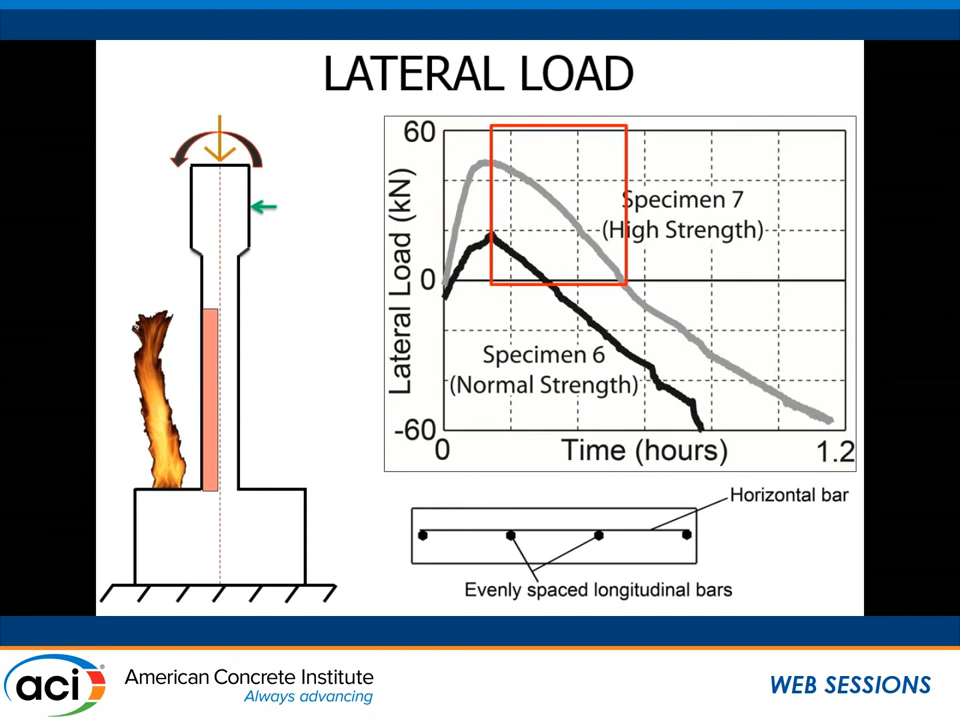 LATERAL LOAD
60
0
-60
Lateral Load (kN)
Specimen 7
(High Strength)
Specimen 6
(Normal Strength)
0
Time (hours)
1.2
Horizontal bar
Evenly spaced longitudinal bars
aci
American Concrete Institute
Always advancing
WEB SESSIONS